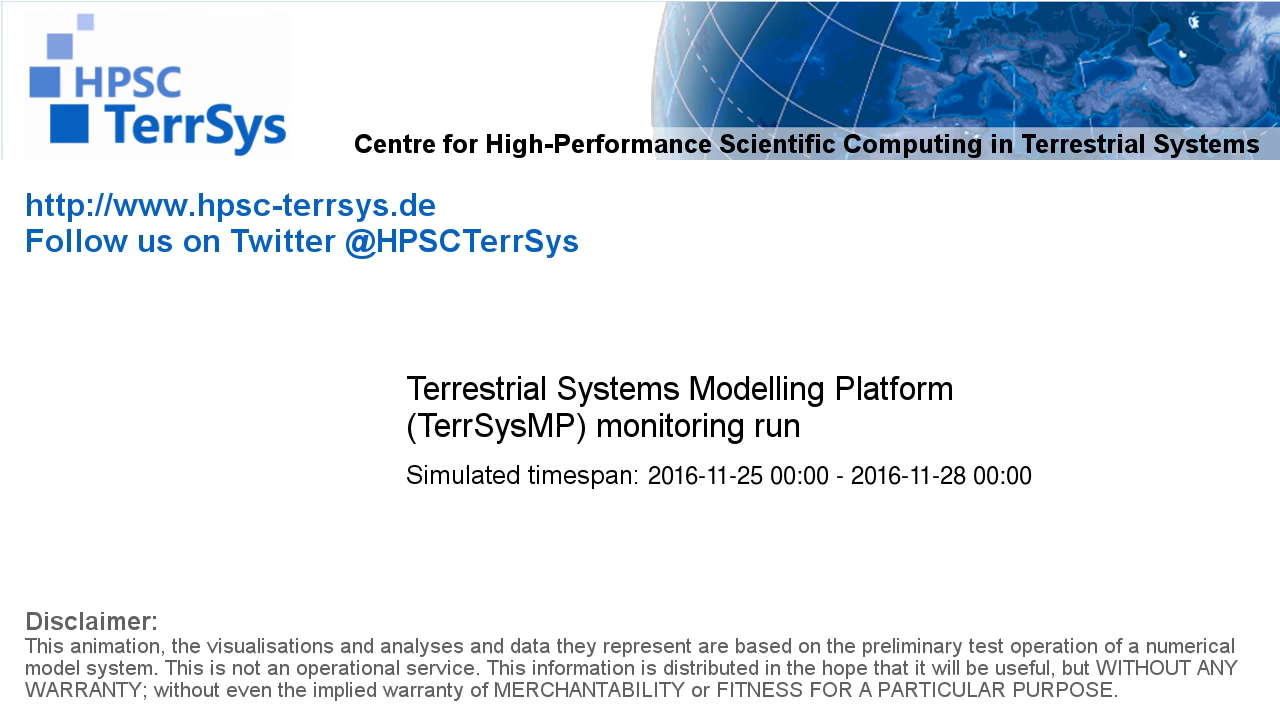 HPSC
TerrSys
Centre for High-Performance Scientific Computing in Terrestrial Systems
http://www.hpsc-terrsys.de
Follow us on Twitter @HPSCTerrSys
Terrestrial Systems Modelling Platform
(TerrSysMP) monitoring run
Simulated timespan: 2016-11-25 00:00 - 2016-11-28 00:00
Disclaimer:
This animation, the visualisations and analyses and data they represent are based on the preliminary test operation of a numerical
model system. This is not an operational service. This information is distributed in the hope that it will be useful, but WITHOUT ANY
WARRANTY; without even the implied warranty of MERCHANTABILITY or FITNESS FOR A PARTICULAR PURPOSE.